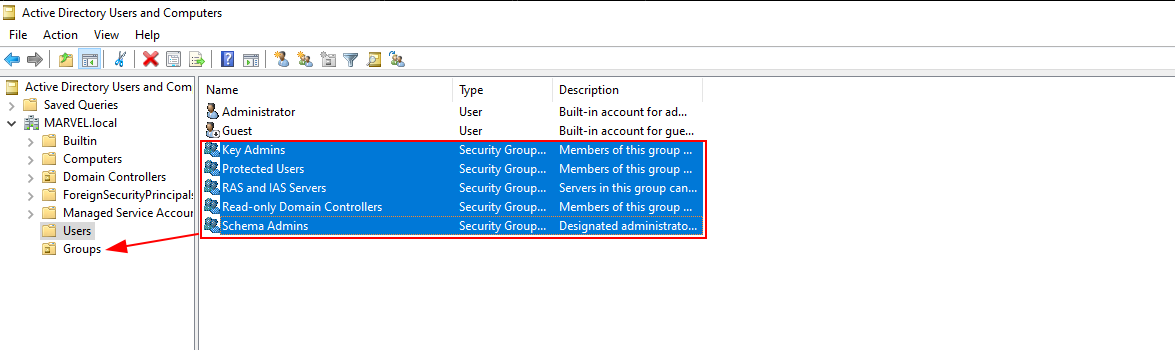 Active Directory Users and Computers
File Action View Help
Active Directory Users and Com
Saved Queries
MARVEL.local
Builtin
Computers
Domain Controllers
ForeignSecurityPrincipals
Managed Service Accour
Users
Groups
Name Type Description
Administrator User Built-in account for ad...
Guest User Built-in account for gue...
Key Admins Security Group... Members of this group ...
Protected Users Security Group... Members of this group ...
RAS and IAS Servers Security Group... Servers in this group can...
Read-only Domain Controllers Security Group... Members of this group ...
Schema Admins Security Group... Designated administrato...